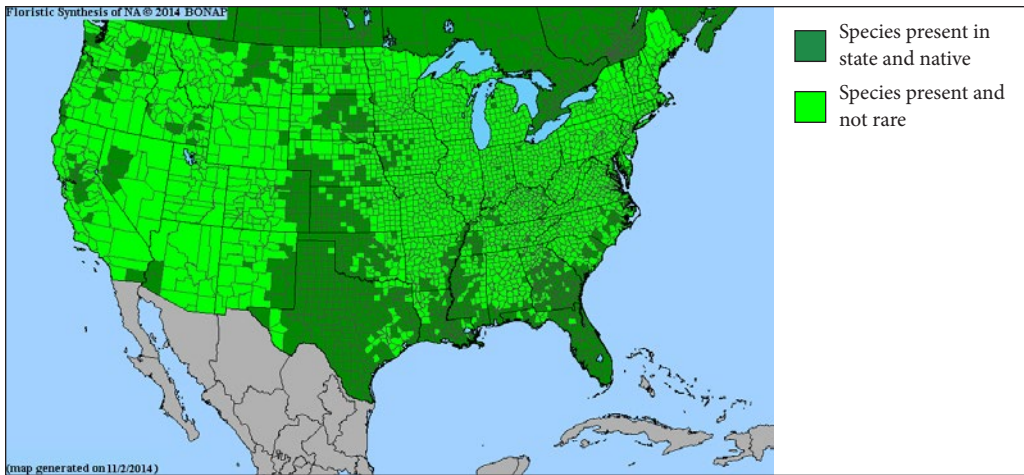 Floristic Synthesis of NA © 2014 BONAP
Species present in
state and native
Species present and
not rare
(map generated on 11/2/2014)